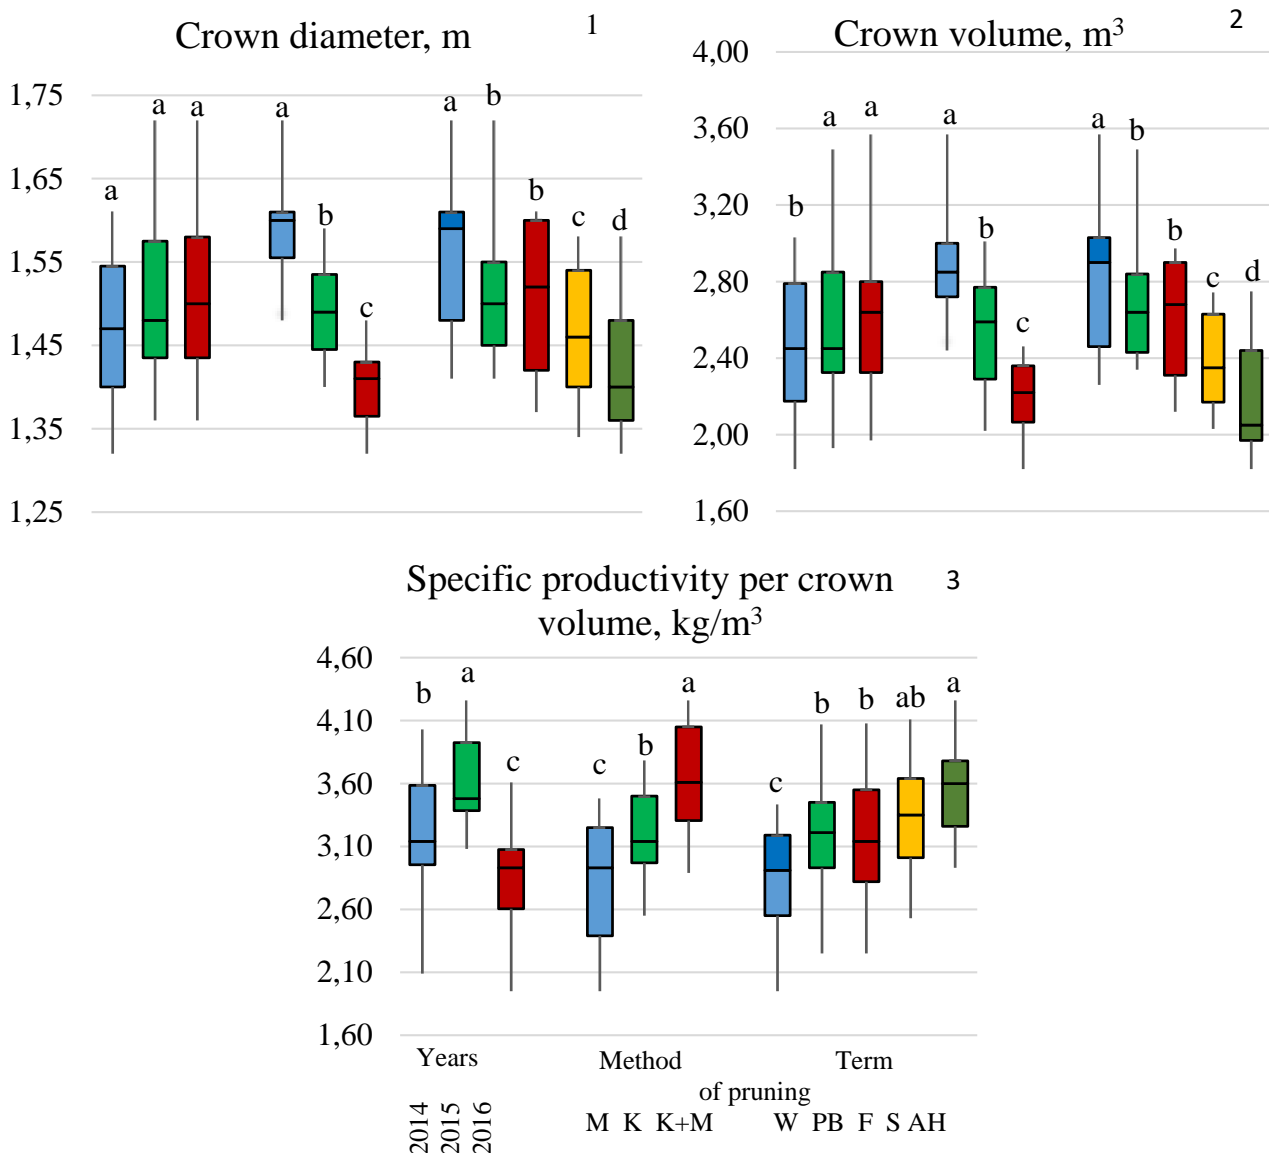 Crown diameter, m
1
1,75
1,65
1,55
1,45
1,35
1,25
a a a a b c a b b c d
Crown volume, m³
2
4,00
3,60
3,20
2,80
2,40
2,00
1,60
b a a a b c a b b c d
Specific productivity per crown
volume, kg/m³
3
4,60
4,10
3,60
3,10
2,60
2,10
1,60
b a c c b a c b b ab a
Years Method Term
of pruning
2014 2015 2016 M K K+M W PB F S AH